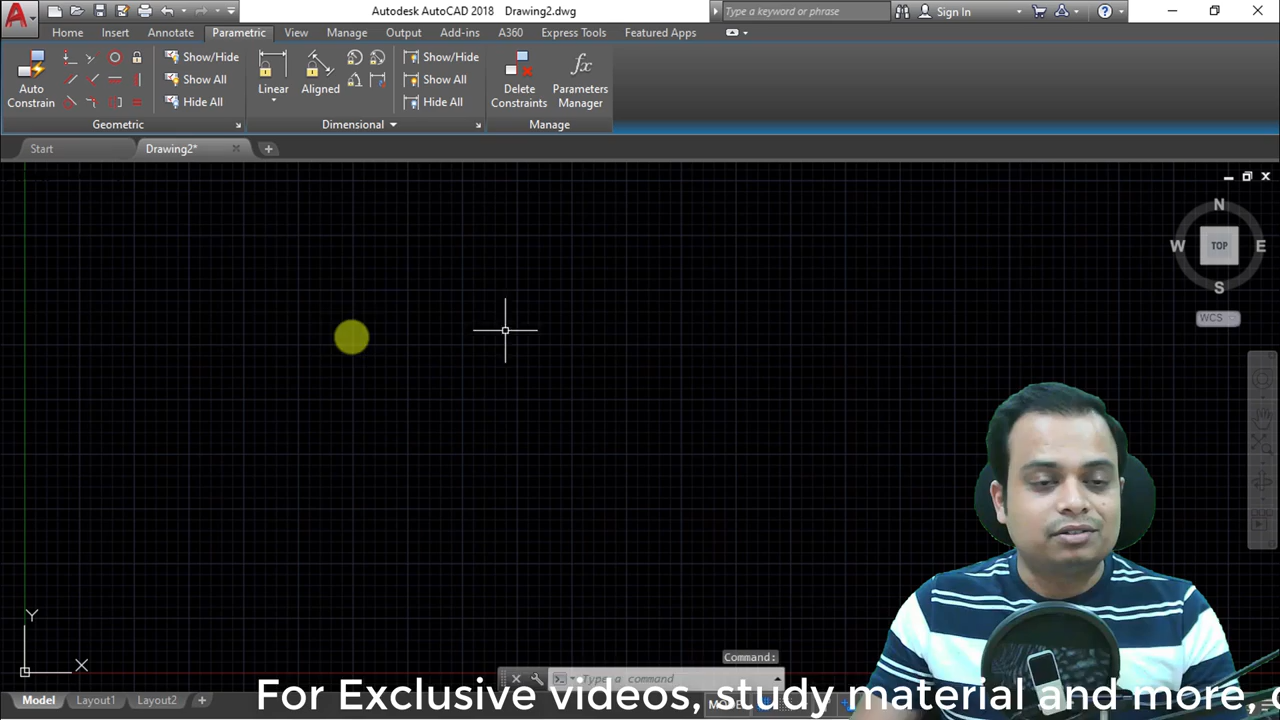 Autodesk AutoCAD 2018 Drawing2.dwg
Type a keyword or phrase
Sign In
Home Insert Annotate Parametric View Manage Output Add-ins A360 Express Tools Featured Apps
Auto Constrain
Show/Hide
Show All
Hide All
Geometric
Linear
Aligned
Show/Hide
Show All
Hide All
Dimensional
Delete Constraints
fx
Parameters Manager
Manage
Start
Drawing2*
N
W TOP E
S
WCS
Y
X
Command:
Type a command
Model Layout1 Layout2
For Exclusive videos, study material and more,